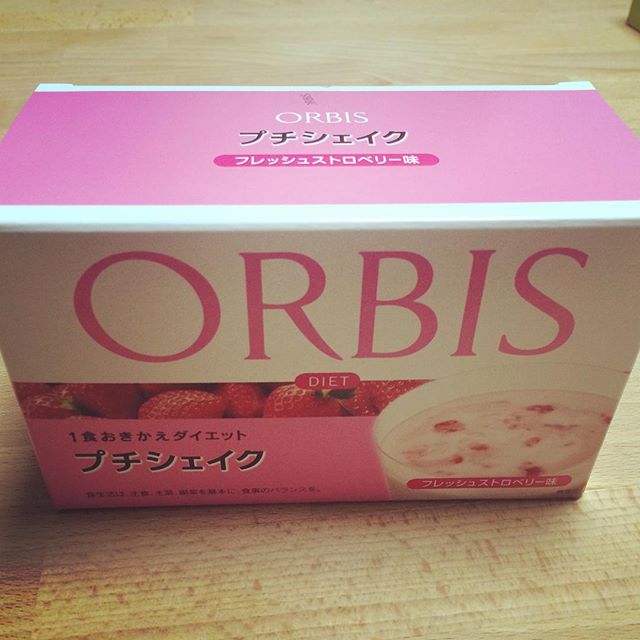 ORBIS
プチシェイク
フレッシュストロベリー味
ORBIS
DIET
1食おきかえダイエット
プチシェイク
食生活は、主食、主菜、副菜を基本に、食事のバランスを。
フレッシュストロベリー味